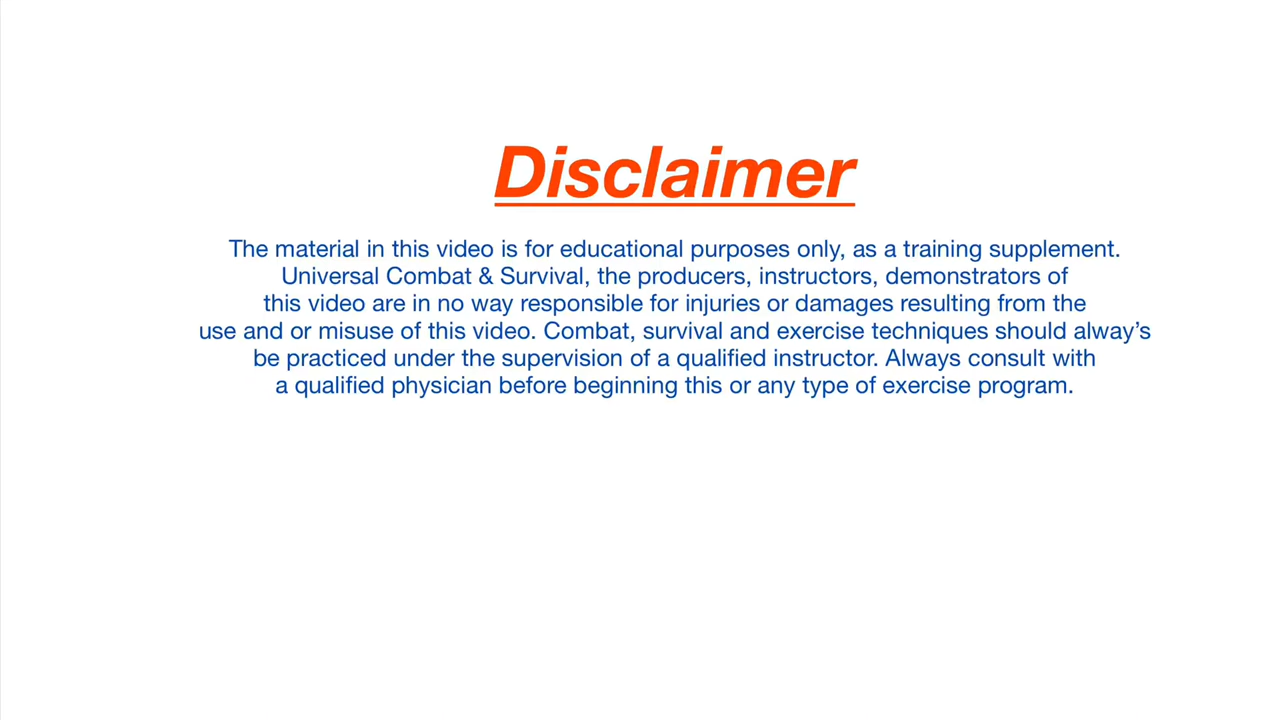 Disclaimer
The material in this video is for educational purposes only, as a training supplement.
Universal Combat & Survival, the producers, instructors, demonstrators of
this video are in no way responsible for injuries or damages resulting from the
use and or misuse of this video. Combat, survival and exercise techniques should alway’s
be practiced under the supervision of a qualified instructor. Always consult with
a qualified physician before beginning this or any type of exercise program.